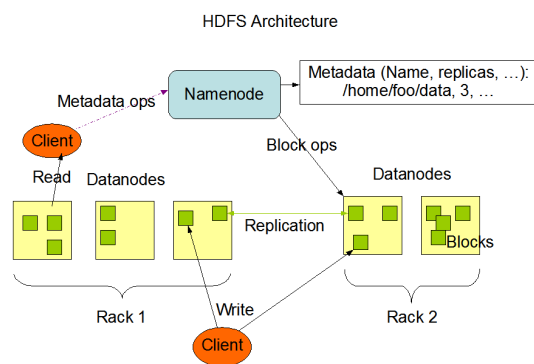 HDFS Architecture
Metadata (Name, replicas, …):
/home/foo/data, 3, …
Namenode
Metadata ops
Client
Block ops
Read
Datanodes
Datanodes
Replication
Blocks
Write
Rack 1
Rack 2
Client